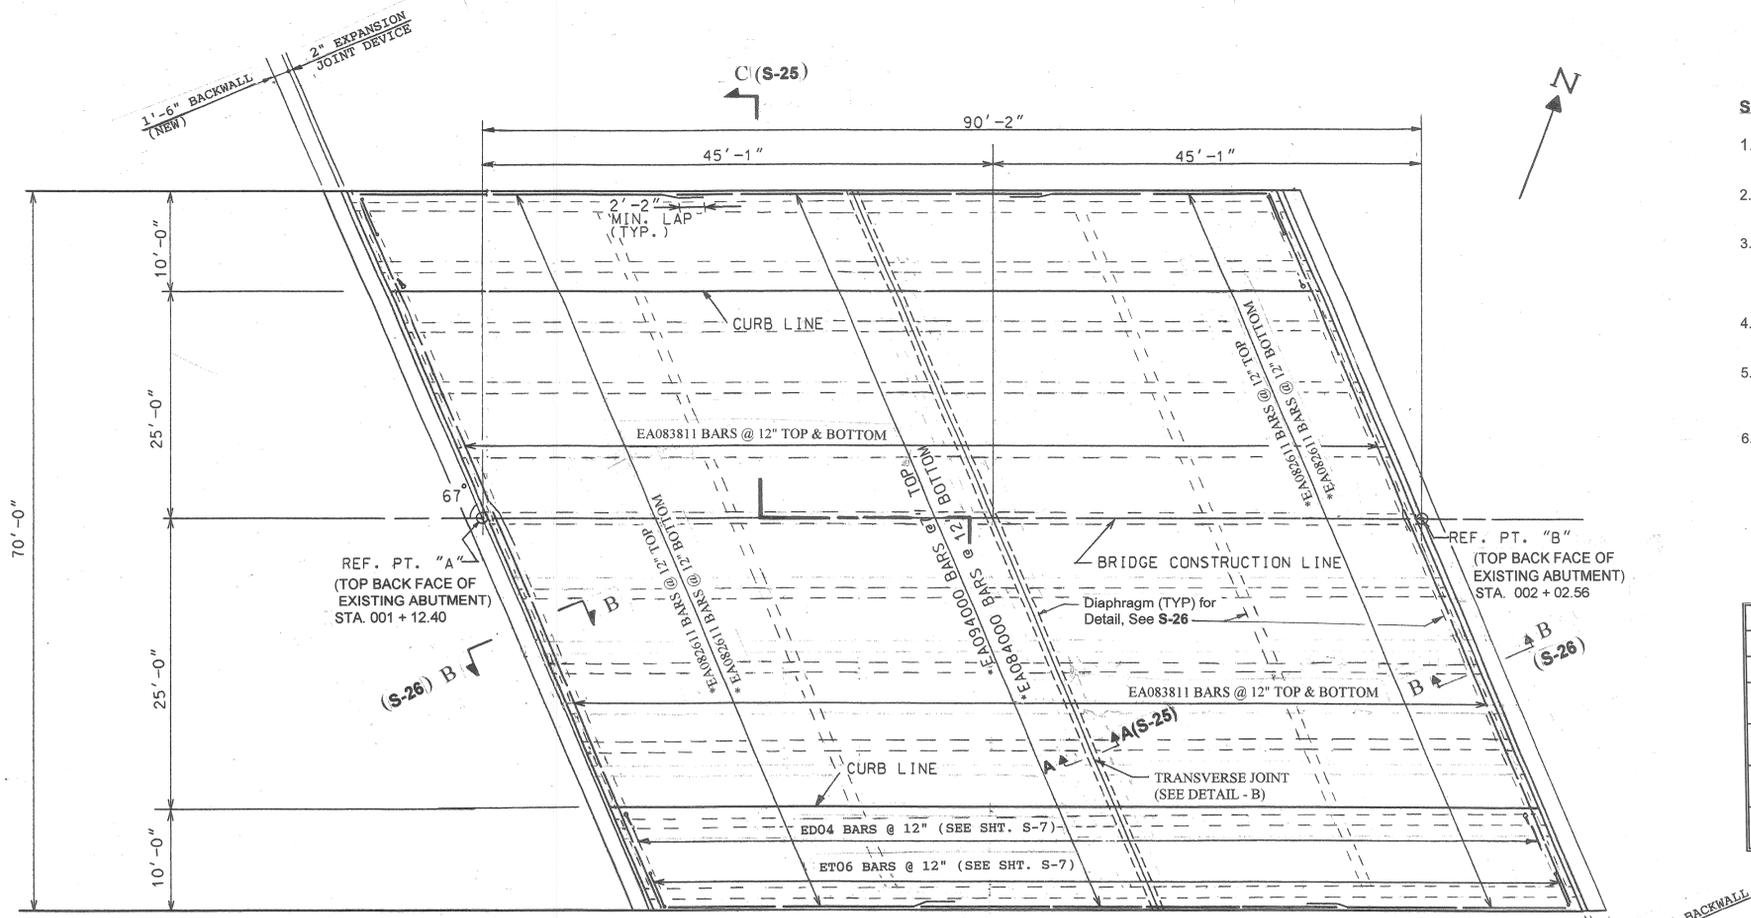 2" EXPANSION
JOINT DEVICE
1'-6" BACKWALL
(NEW)
C (S-25)
N
90'-2"
45'-1"
45'-1"
S
1.
2.
3.
4.
5.
6.
2'-2"
MIN. LAP
(TYP.)
10'-0"
CURB LINE
25'-0"
70'-0"
EA083811 BARS @ 12" TOP & BOTTOM
*EA082611 BARS @ 12" TOP
*EA082611 BARS @ 12" BOTTOM
67°
REF. PT. "A"
(TOP BACK FACE OF
EXISTING ABUTMENT)
STA. 001 + 12.40
*EA082611 BARS @ 12" TOP
*EA082611 BARS @ 12" BOTTOM
*EA084000 BARS @ 12" BOTTOM
BRIDGE CONSTRUCTION LINE
REF. PT. "B"
(TOP BACK FACE OF
EXISTING ABUTMENT)
STA. 002 + 02.56
Diaphragm (TYP) for
Detail, See S-26
B
(S-26) B
B
(S-26)
B
25'-0"
EA083811 BARS @ 12" TOP & BOTTOM
A(S-25)
A
TRANSVERSE JOINT
(SEE DETAIL - B)
CURB LINE
10'-0"
ED04 BARS @ 12" (SEE SHT. S-7)
ET06 BARS @ 12" (SEE SHT. S-7)
BACKWALL